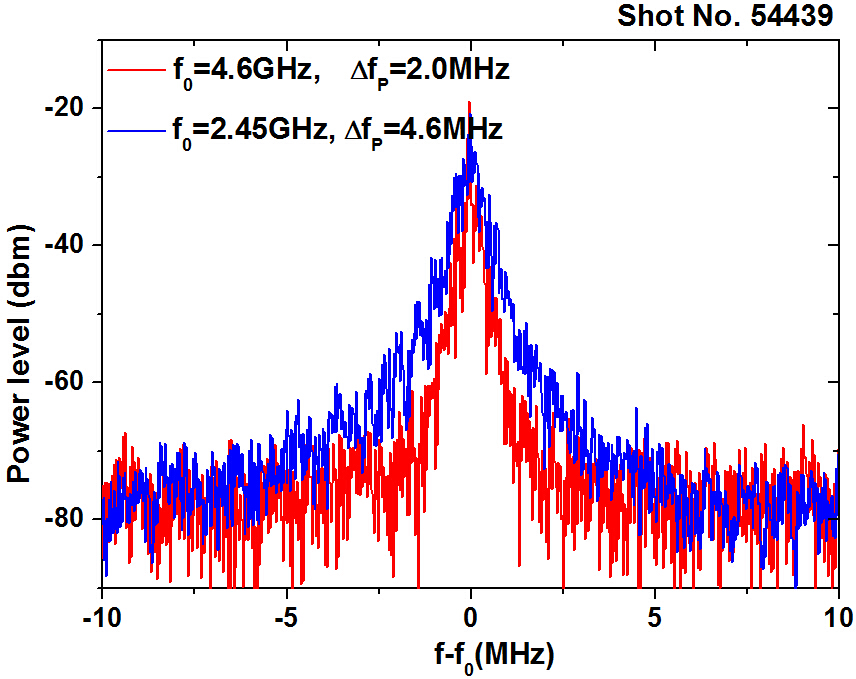 Shot No. 54439
f0=4.6GHz, ΔfP=2.0MHz
f0=2.45GHz, ΔfP=4.6MHz
Power level (dbm)
-20
-40
-60
-80
-10 -5 0 5 10
f-f0(MHz)